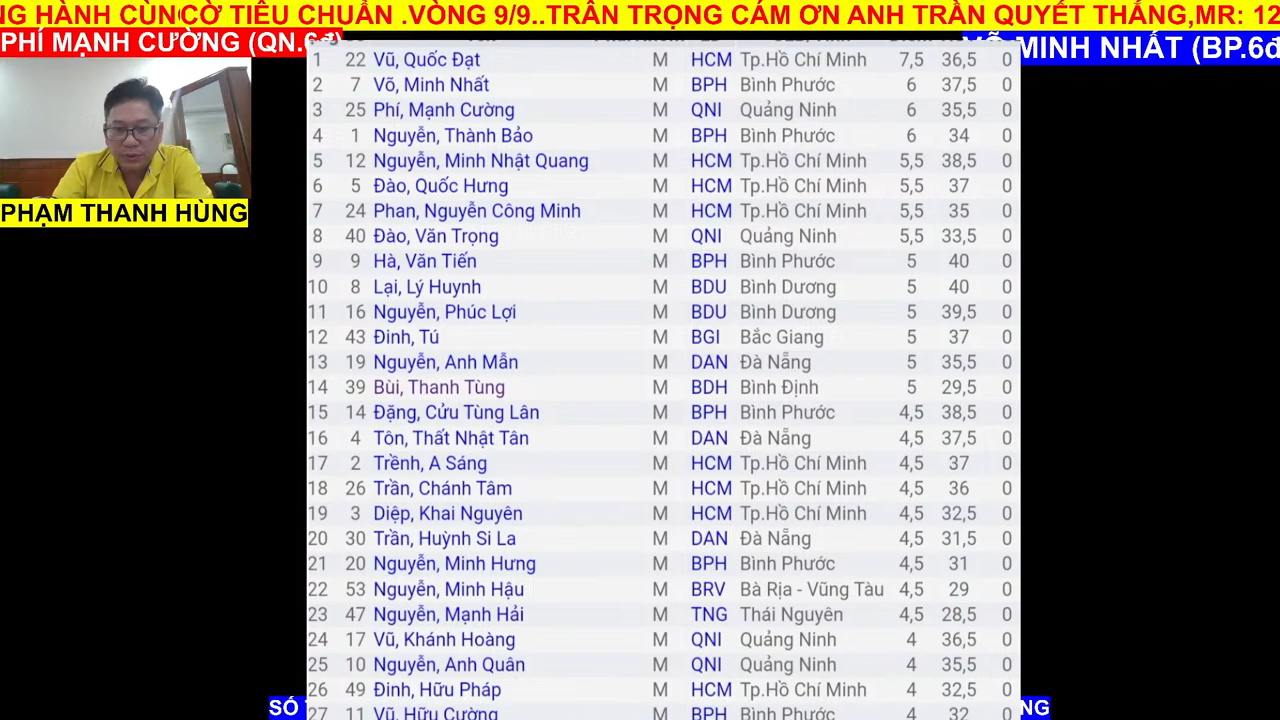 NG HÀNH CÙNG CỜ TIÊU CHUẨN .VÒNG 9/9..TRÂN TRỌNG CÁM ƠN ANH TRẦN QUYẾT THẮNG,MR: 12
PHÍ MẠNH CƯỜNG (QN.6đ)
MINH NHẤT (BP.6đ
PHẠM THANH HÙNG
1 22 Vũ, Quốc Đạt M HCM Tp.Hồ Chí Minh 7,5 36,5 0
2 7 Võ, Minh Nhất M BPH Bình Phước 6 37,5 0
3 25 Phí, Mạnh Cường M QNI Quảng Ninh 6 35,5 0
4 1 Nguyễn, Thành Bảo M BPH Bình Phước 6 34 0
5 12 Nguyễn, Minh Nhật Quang M HCM Tp.Hồ Chí Minh 5,5 38,5 0
6 5 Đào, Quốc Hưng M HCM Tp.Hồ Chí Minh 5,5 37 0
7 24 Phan, Nguyễn Công Minh M HCM Tp.Hồ Chí Minh 5,5 35 0
8 40 Đào, Văn Trọng M QNI Quảng Ninh 5,5 33,5 0
9 9 Hà, Văn Tiến M BPH Bình Phước 5 40 0
10 8 Lại, Lý Huynh M BDU Bình Dương 5 40 0
11 16 Nguyễn, Phúc Lợi M BDU Bình Dương 5 39,5 0
12 43 Đinh, Tú M BGI Bắc Giang 5 37 0
13 19 Nguyễn, Anh Mẫn M DAN Đà Nẵng 5 35,5 0
14 39 Bùi, Thanh Tùng M BDH Bình Định 5 29,5 0
15 14 Đặng, Cửu Tùng Lân M BPH Bình Phước 4,5 38,5 0
16 4 Tôn, Thất Nhật Tân M DAN Đà Nẵng 4,5 37,5 0
17 2 Trềnh, A Sáng M HCM Tp.Hồ Chí Minh 4,5 37 0
18 26 Trần, Chánh Tâm M HCM Tp.Hồ Chí Minh 4,5 36 0
19 3 Diệp, Khai Nguyên M HCM Tp.Hồ Chí Minh 4,5 32,5 0
20 30 Trần, Huỳnh Si La M DAN Đà Nẵng 4,5 31,5 0
21 20 Nguyễn, Minh Hưng M BPH Bình Phước 4,5 31 0
22 53 Nguyễn, Minh Hậu M BRV Bà Rịa - Vũng Tàu 4,5 29 0
23 47 Nguyễn, Mạnh Hải M TNG Thái Nguyên 4,5 28,5 0
24 17 Vũ, Khánh Hoàng M QNI Quảng Ninh 4 36,5 0
25 10 Nguyễn, Anh Quân M QNI Quảng Ninh 4 35,5 0
26 49 Đinh, Hữu Pháp M HCM Tp.Hồ Chí Minh 4 32,5 0
27 11 Vũ, Hữu Cường M BPH Bình Phước 4 32 0
SỐ
NG